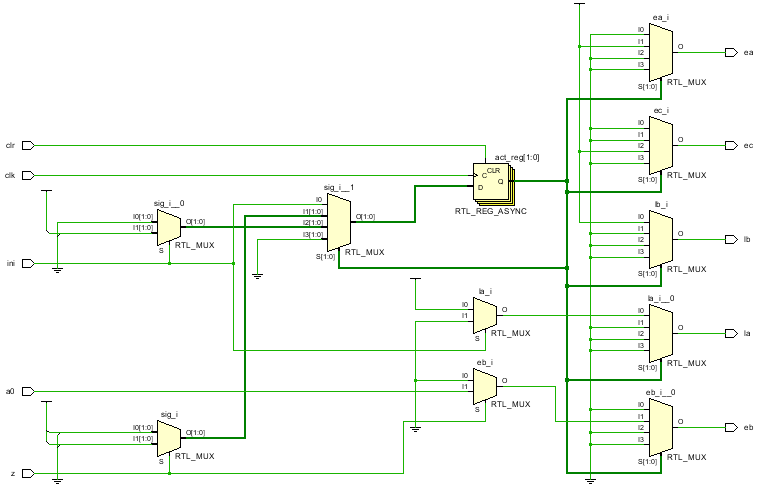 ea_i
I0
I1
O
ea
I2
I3
S[1:0]
RTL_MUX
ec_i
I0
I1
O
ec
I2
I3
S[1:0]
RTL_MUX
clr
act_reg[1:0]
CLR
clk
C
Q
D
RTL_REG_ASYNC
sig_i__1
I0
I1[1:0]
O[1:0]
I2[1:0]
I3[1:0]
S[1:0]
RTL_MUX
sig_i__0
I0[1:0]
O[1:0]
I1[1:0]
S
RTL_MUX
lb_i
I0
I1
O
lb
I2
I3
S[1:0]
RTL_MUX
ini
la_i
I0
O
I1
S
RTL_MUX
la_i__0
I0
I1
O
la
I2
I3
S[1:0]
RTL_MUX
eb_i
I0
O
I1
S
RTL_MUX
a0
eb_i__0
I0
I1
O
eb
I2
I3
S[1:0]
RTL_MUX
sig_i
I0[1:0]
O[1:0]
I1[1:0]
S
RTL_MUX
z